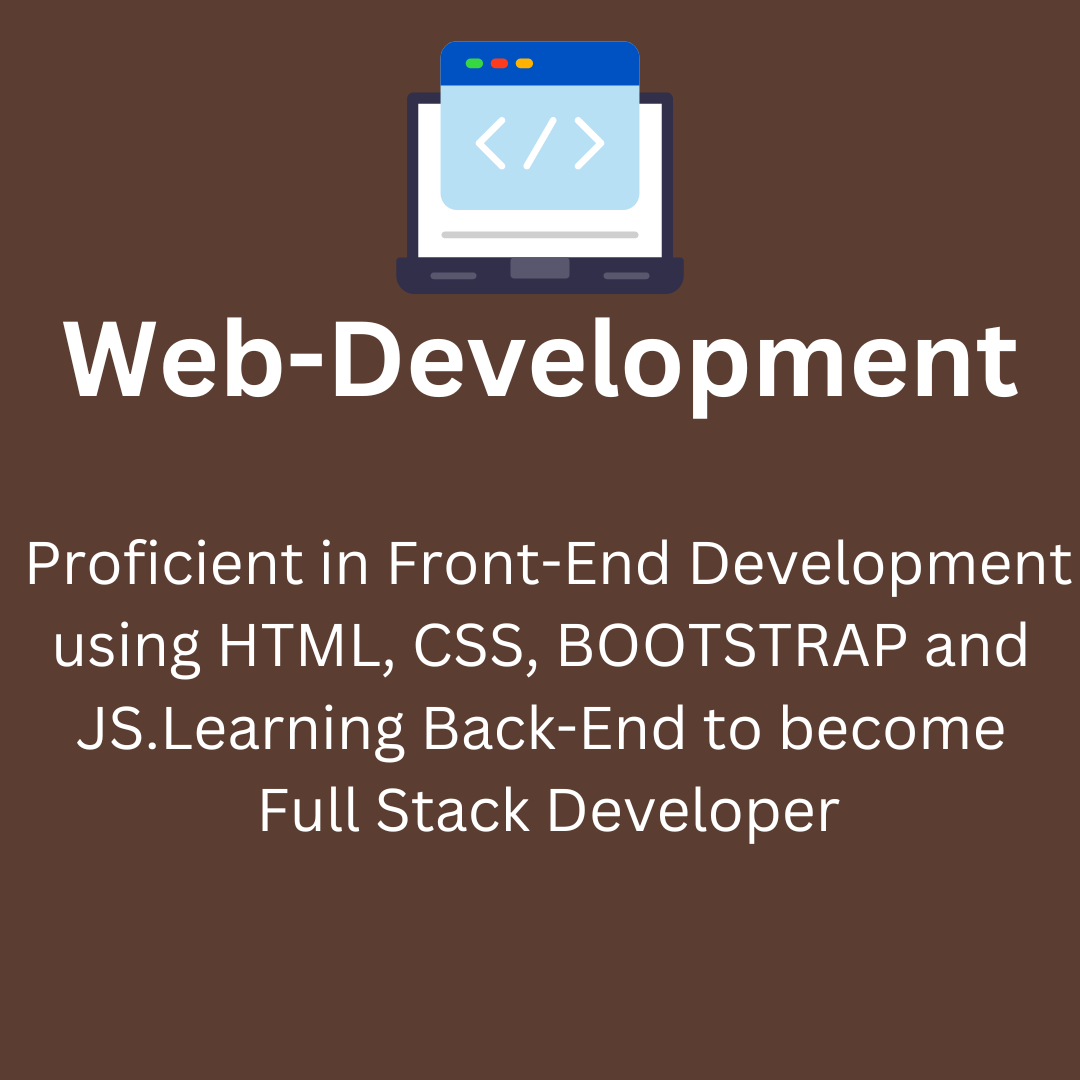 </>
Web-Development
Proficient in Front-End Development
using HTML, CSS, BOOTSTRAP and
JS.Learning Back-End to become
Full Stack Developer